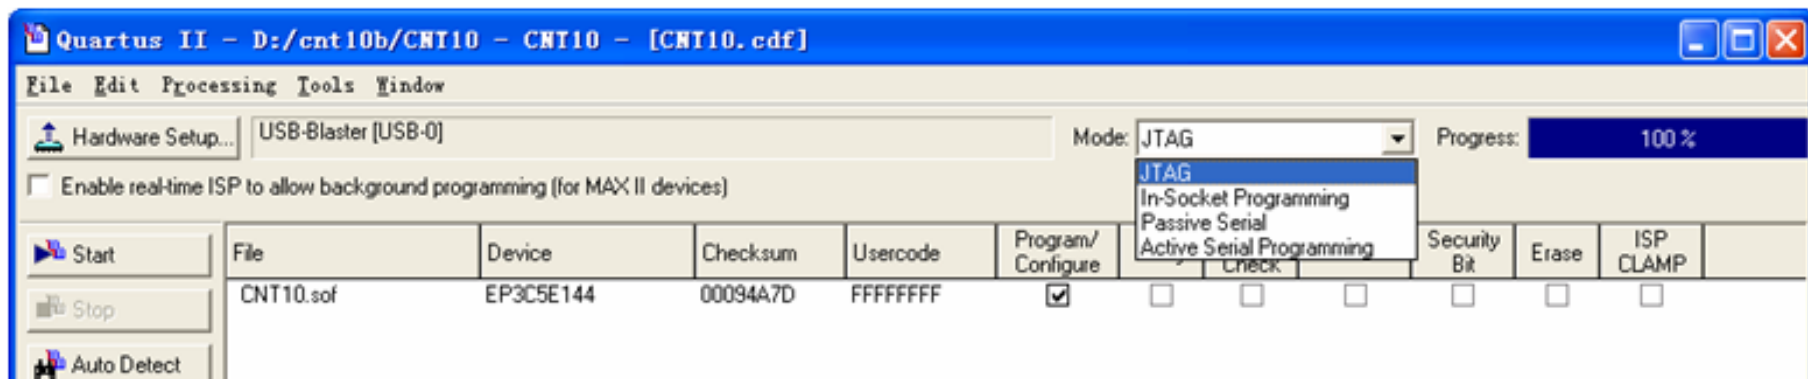 Quartus II - D:/cnt10b/CNT10 - CNT10 - [CNT10.cdf]
File Edit Processing Tools Window
Hardware Setup... USB-Blaster [USB-0] Mode: JTAG Progress: 100 %
JTAG
Enable real-time ISP to allow background programming (for MAX II devices)
In-Socket Programming
Passive Serial
Active Serial Programming
Start
File Device Checksum Usercode Program/ Configure Check Security Bit Erase ISP CLAMP
CNT10.sof EP3C5E144 00094A7D FFFFFFFF
Stop
Auto Detect